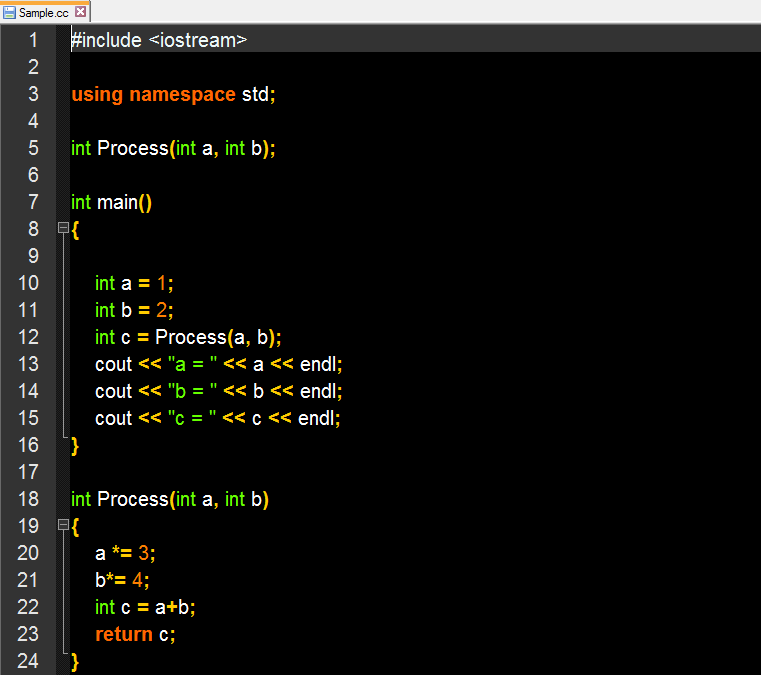 Sample.cc
1 #include <iostream>
2
3 using namespace std;
4
5 int Process(int a, int b);
6
7 int main()
8 {
9
10 int a = 1;
11 int b = 2;
12 int c = Process(a, b);
13 cout << "a = " << a << endl;
14 cout << "b = " << b << endl;
15 cout << "c = " << c << endl;
16 }
17
18 int Process(int a, int b)
19 {
20 a *= 3;
21 b*= 4;
22 int c = a+b;
23 return c;
24 }